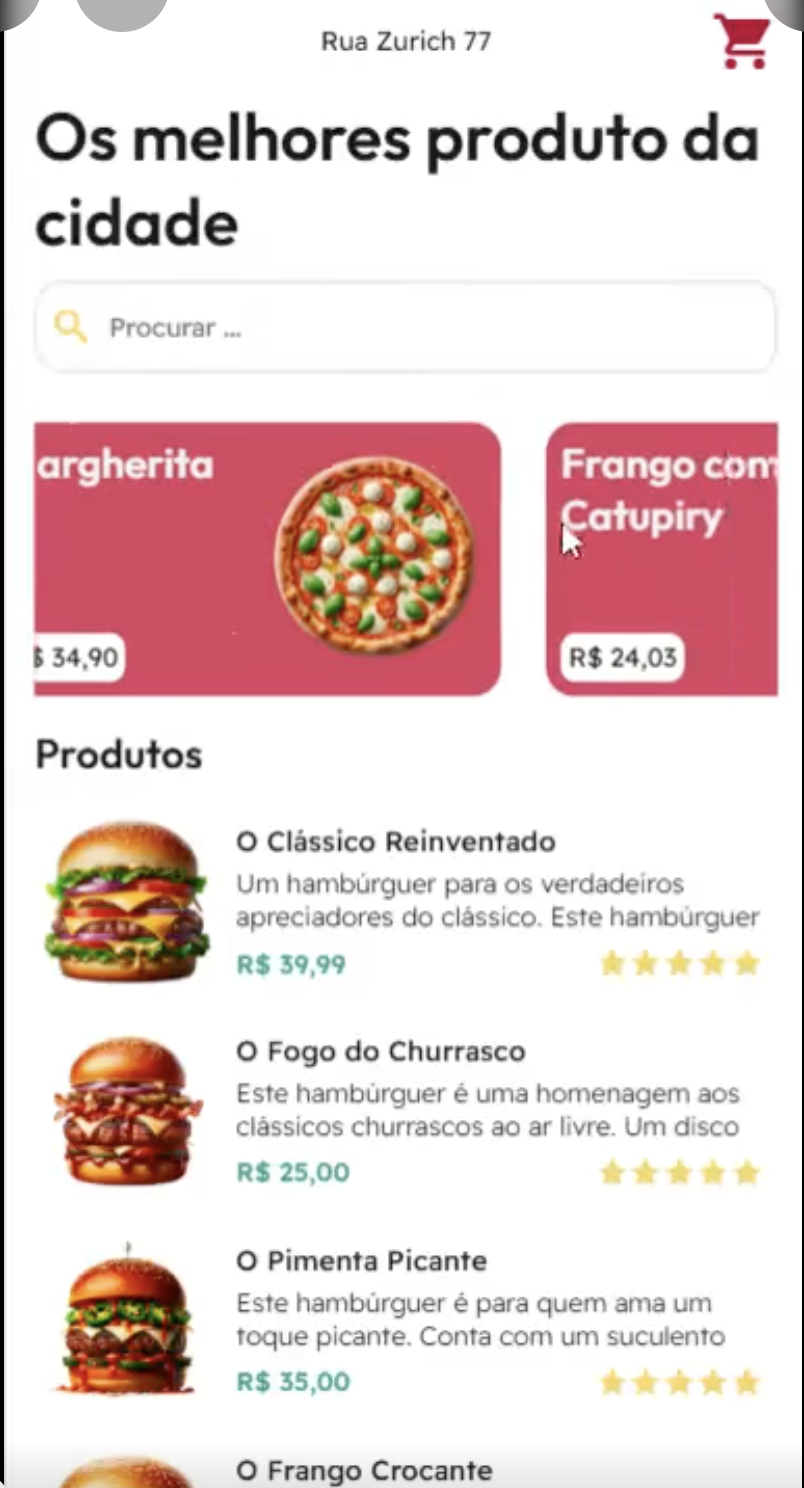 Rua Zurich 77
Os melhores produto da
cidade
Procurar ...
argherita
$ 34,90
Frango com
Catupiry
R$ 24,03
Produtos
O Clássico Reinventado
Um hambúrguer para os verdadeiros
apreciadores do clássico. Este hambúrguer
R$ 39,99
O Fogo do Churrasco
Este hambúrguer é uma homenagem aos
clássicos churrascos ao ar livre. Um disco
R$ 25,00
O Pimenta Picante
Este hambúrguer é para quem ama um
toque picante. Conta com um suculento
R$ 35,00
O Frango Crocante